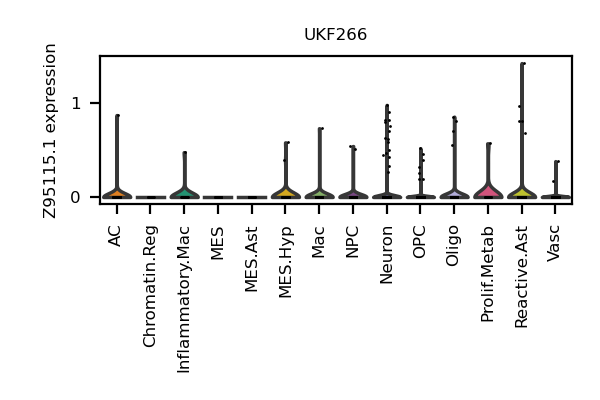 UKF266
Z95115.1 expression
1
0
AC
Chromatin.Reg
Inflammatory.Mac
MES
MES.Ast
MES.Hyp
Mac
NPC
Neuron
OPC
Oligo
Prolif.Metab
Reactive.Ast
Vasc